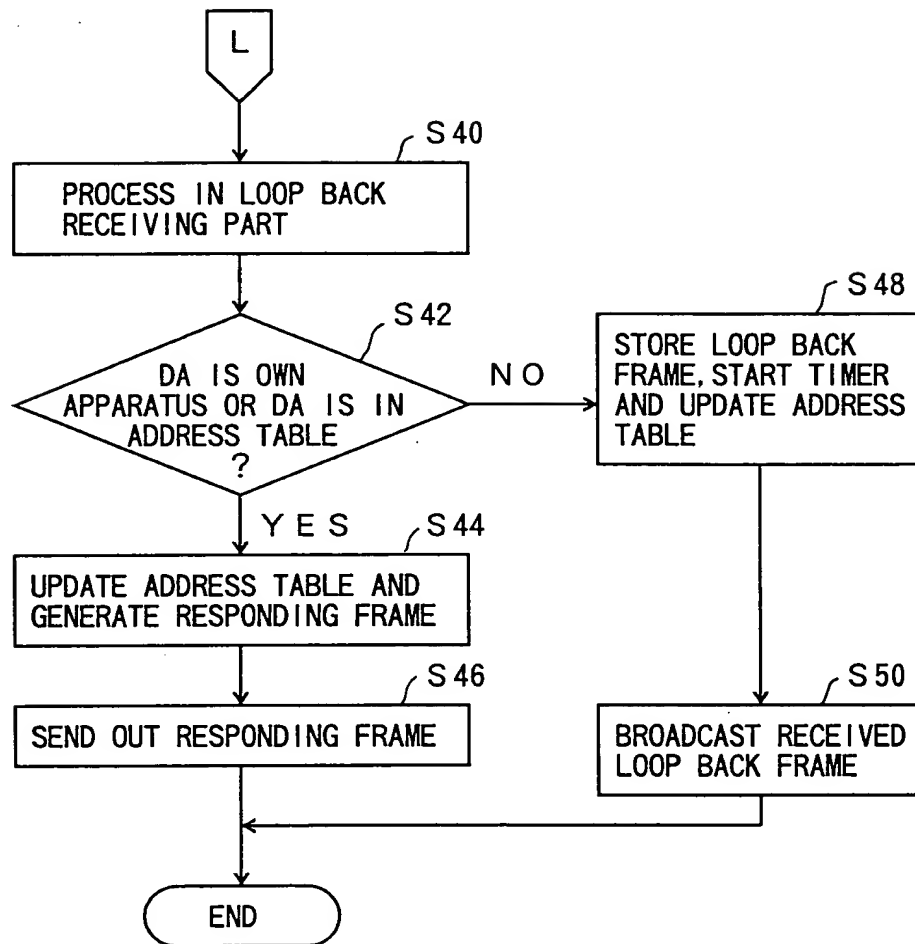 L
S40
PROCESS IN LOOP BACK
RECEIVING PART
S42
DA IS OWN
APPARATUS OR DA IS IN
ADDRESS TABLE
?
NO
S48
STORE LOOP BACK
FRAME, START TIMER
AND UPDATE ADDRESS
TABLE
YES
S44
UPDATE ADDRESS TABLE AND
GENERATE RESPONDING FRAME
S46
SEND OUT RESPONDING FRAME
S50
BROADCAST RECEIVED
LOOP BACK FRAME
END